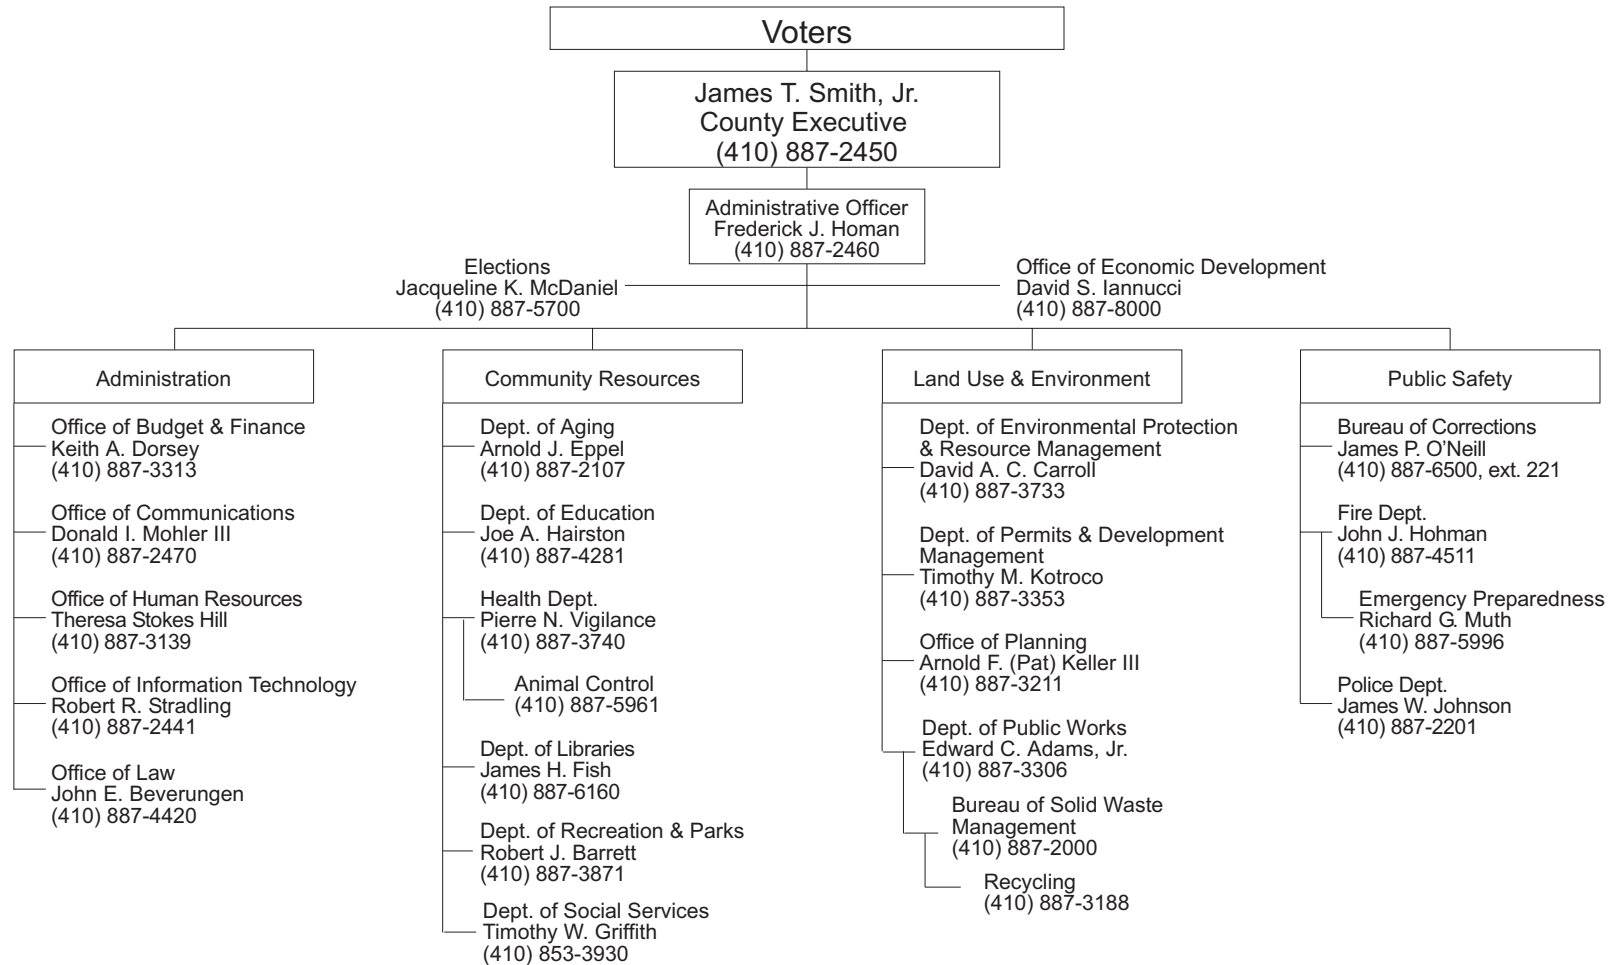 Voters
James T. Smith, Jr.
County Executive
(410) 887-2450
Administrative Officer
Frederick J. Homan
(410) 887-2460
Elections
Jacqueline K. McDaniel
(410) 887-5700
Office of Economic Development
David S. Iannucci
(410) 887-8000
Administration
Office of Budget & Finance
Keith A. Dorsey
(410) 887-3313
Office of Communications
Donald I. Mohler III
(410) 887-2470
Office of Human Resources
Theresa Stokes Hill
(410) 887-3139
Office of Information Technology
Robert R. Stradling
(410) 887-2441
Office of Law
John E. Beverungen
(410) 887-4420
Community Resources
Dept. of Aging
Arnold J. Eppel
(410) 887-2107
Dept. of Education
Joe A. Hairston
(410) 887-4281
Health Dept.
Pierre N. Vigilance
(410) 887-3740
Animal Control
(410) 887-5961
Dept. of Libraries
James H. Fish
(410) 887-6160
Dept. of Recreation & Parks
Robert J. Barrett
(410) 887-3871
Dept. of Social Services
Timothy W. Griffith
(410) 853-3930
Land Use & Environment
Dept. of Environmental Protection
& Resource Management
David A. C. Carroll
(410) 887-3733
Dept. of Permits & Development
Management
Timothy M. Kotroco
(410) 887-3353
Office of Planning
Arnold F. (Pat) Keller III
(410) 887-3211
Dept. of Public Works
Edward C. Adams, Jr.
(410) 887-3306
Bureau of Solid Waste
Management
(410) 887-2000
Recycling
(410) 887-3188
Public Safety
Bureau of Corrections
James P. O’Neill
(410) 887-6500, ext. 221
Fire Dept.
John J. Hohman
(410) 887-4511
Emergency Preparedness
Richard G. Muth
(410) 887-5996
Police Dept.
James W. Johnson
(410) 887-2201